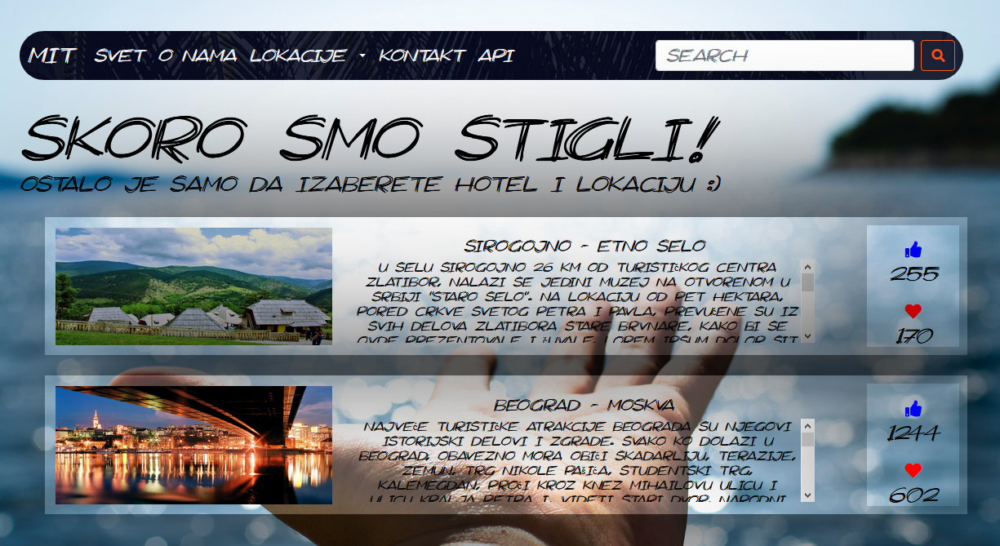 MIT SVET O NAMA LOKACIJE KONTAKT API SEARCH
SKORO SMO STIGLI!
OSTALO JE SAMO DA IZABERETE HOTEL I LOKACIJU :)
SIROGOJNO - ETNO SELO
U SELU SIROGOJNO 26 KM OD TURISTIčKOG CENTRA
ZLATIBOR, NALAZI SE JEDINI MUZEJ NA OTVORENOM U
SRBIJI "STARO SELO". NA LOKACIJU OD PET HEKTARA,
PORED CRKVE SVETOG PETRA I PAVLA, PREVUčENE SU IZ
SVIH DELOVA ZLATIBORA STARE BRVNARE, KAKO BI SE
OVDE PREZENTOVALE I čUVALE. LOREM IPSUM DOLOR SIT
255
170
BEOGRAD - MOSKVA
NAJVEćE TURISTIčKE ATRAKCIJE BEOGRADA SU NJEGOVI
ISTORIJSKI DELOVI I ZGRADE. SVAKO KO DOLAZI U
BEOGRAD, OBAVEZNO MORA OBIćI SKADARLIJU, TERAZIJE,
ZEMUN, TRG NIKOLE PAšIćA, STUDENTSKI TRG,
KALEMEGDAN, PROćI KROZ KNEZ MIHAILOVU ULICU I
ULICU KRALJA PETRA I, VIDETI STARI DVOR, NARODNI
1244
602